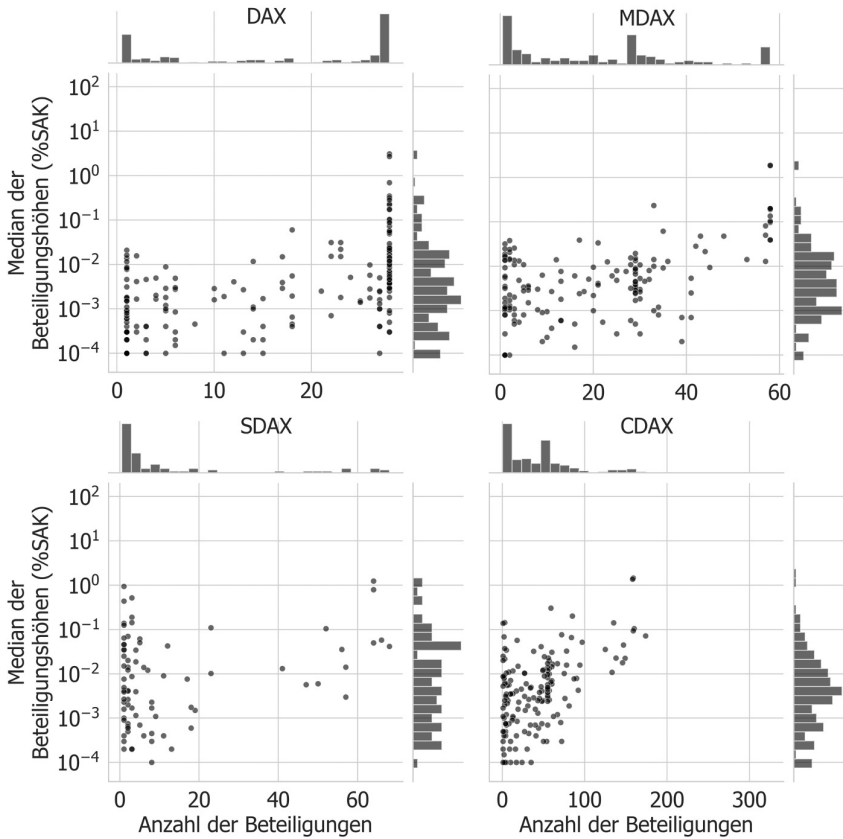 DAX
MDAX
Median der
Beteiligungshöhen (%SAK)
10²
10¹
10⁰
10⁻¹
10⁻²
10⁻³
10⁻⁴
0 10 20
0 20 40 60
SDAX
CDAX
Median der
Beteiligungshöhen (%SAK)
10²
10¹
10⁰
10⁻¹
10⁻²
10⁻³
10⁻⁴
0 20 40 60
0 100 200 300
Anzahl der Beteiligungen
Anzahl der Beteiligungen